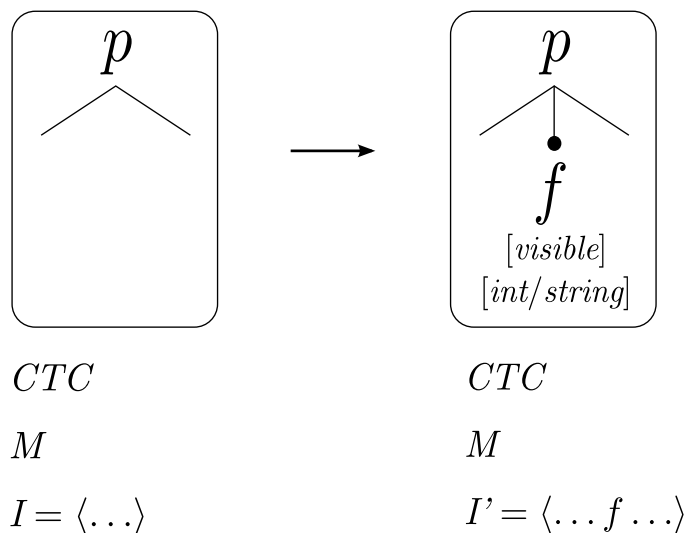 p
p
f
[visible]
[int/string]
CTC
CTC
M
M
I = ⟨...⟩
I' = ⟨...f...⟩